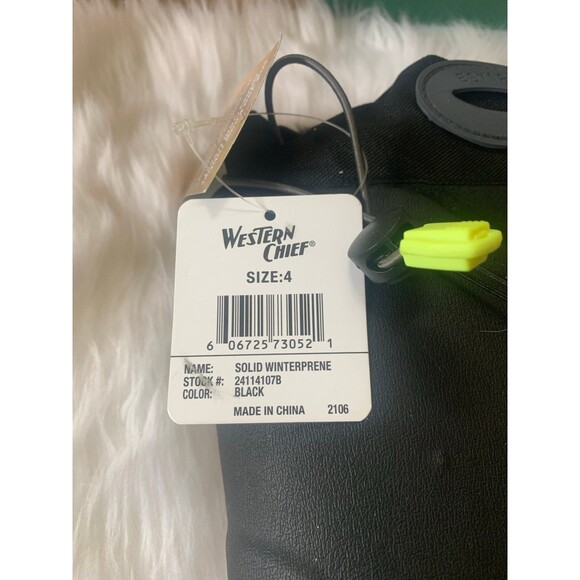 WESTERN
CHIEF®
SIZE:4
6 06725 73052 1
NAME: SOLID WINTERPRENE
STOCK #: 24114107B
COLOR: BLACK
MADE IN CHINA 2106